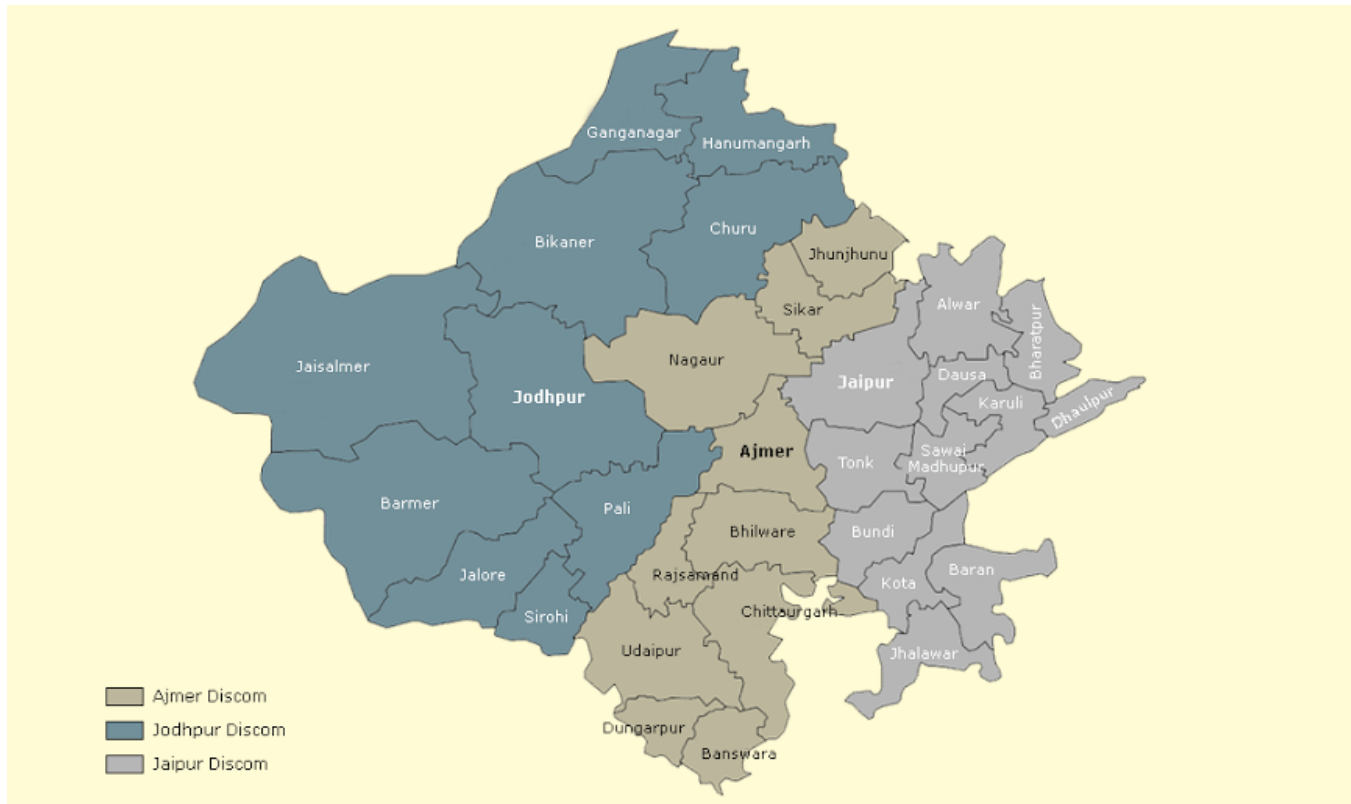 Ganganagar
Hanumangarh
Churu
Bikaner
Jhunjhunu
Sikar
Alwar
Bharatpur
Nagaur
Jaisalmer
Jodhpur
Jaipur
Dausa
Karuli
Dhaulpur
Ajmer
Tonk
Sawai
Madhupur
Barmer
Pali
Bhilware
Bundi
Jalore
Rajsamand
Kota
Baran
Sirohi
Chittaurgarh
Udaipur
Jhalawar
Dungarpur
Banswara
Ajmer Discom
Jodhpur Discom
Jaipur Discom